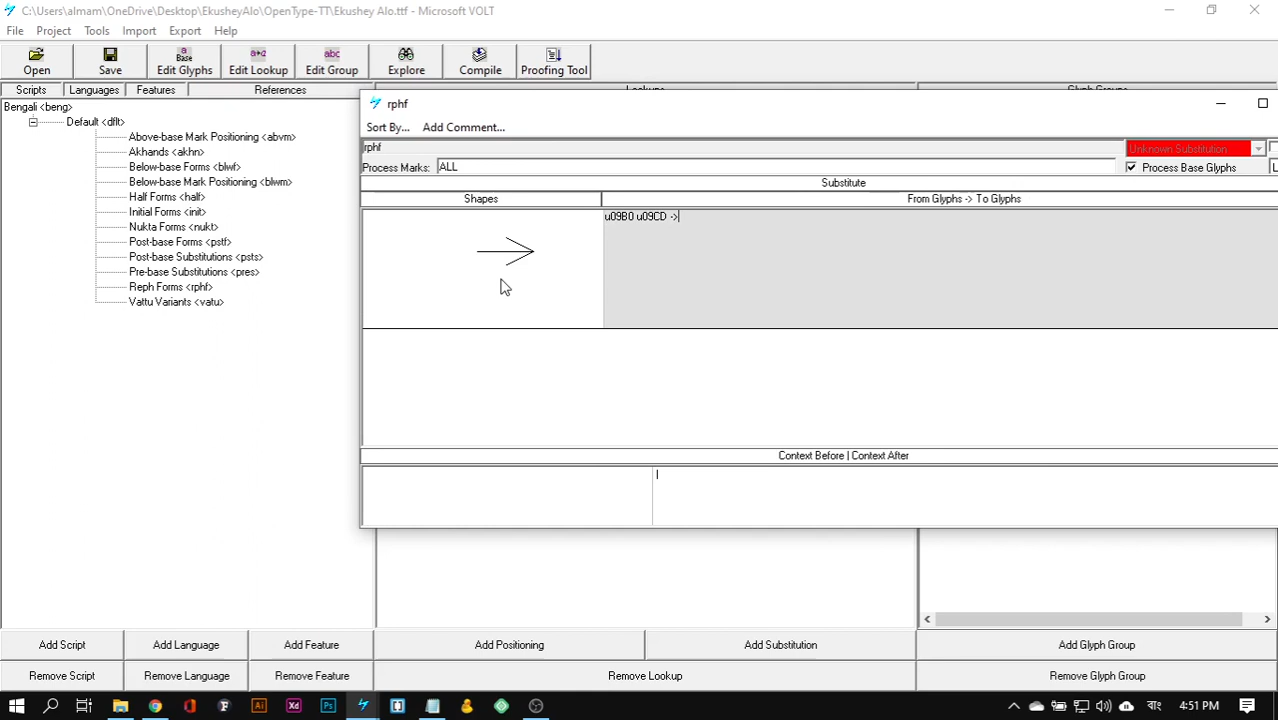 C:\Users\almam\OneDrive\Desktop\EkusheyAlo\OpenType-TT\Ekushey Alo.ttf - Microsoft VOLT
File Project Tools Import Export Help
a Base a➔¢ abc
Open Save Edit Glyphs Edit Lookup Edit Group Explore Compile Proofing Tool
Scripts Languages Features References
Bengali <beng>
Default <dflt>
Above-base Mark Positioning <abvm>
Akhands <akhn>
Below-base Forms <blwf>
Below-base Mark Positioning <blwm>
Half Forms <half>
Initial Forms <init>
Nukta Forms <nukt>
Post-base Forms <pstf>
Post-base Substitutions <psts>
Pre-base Substitutions <pres>
Reph Forms <rphf>
Vattu Variants <vatu>
rphf
Sort By... Add Comment...
rphf Unknown Substitution
Process Marks: ALL Process Base Glyphs
Substitute
Shapes From Glyphs -> To Glyphs
u09B0 u09CD ->
Context Before | Context After
|
Add Script Add Language Add Feature Add Positioning Add Substitution Add Glyph Group
Remove Script Remove Language Remove Feature Remove Lookup Remove Glyph Group
Ai Xd Ps বাং 4:51 PM